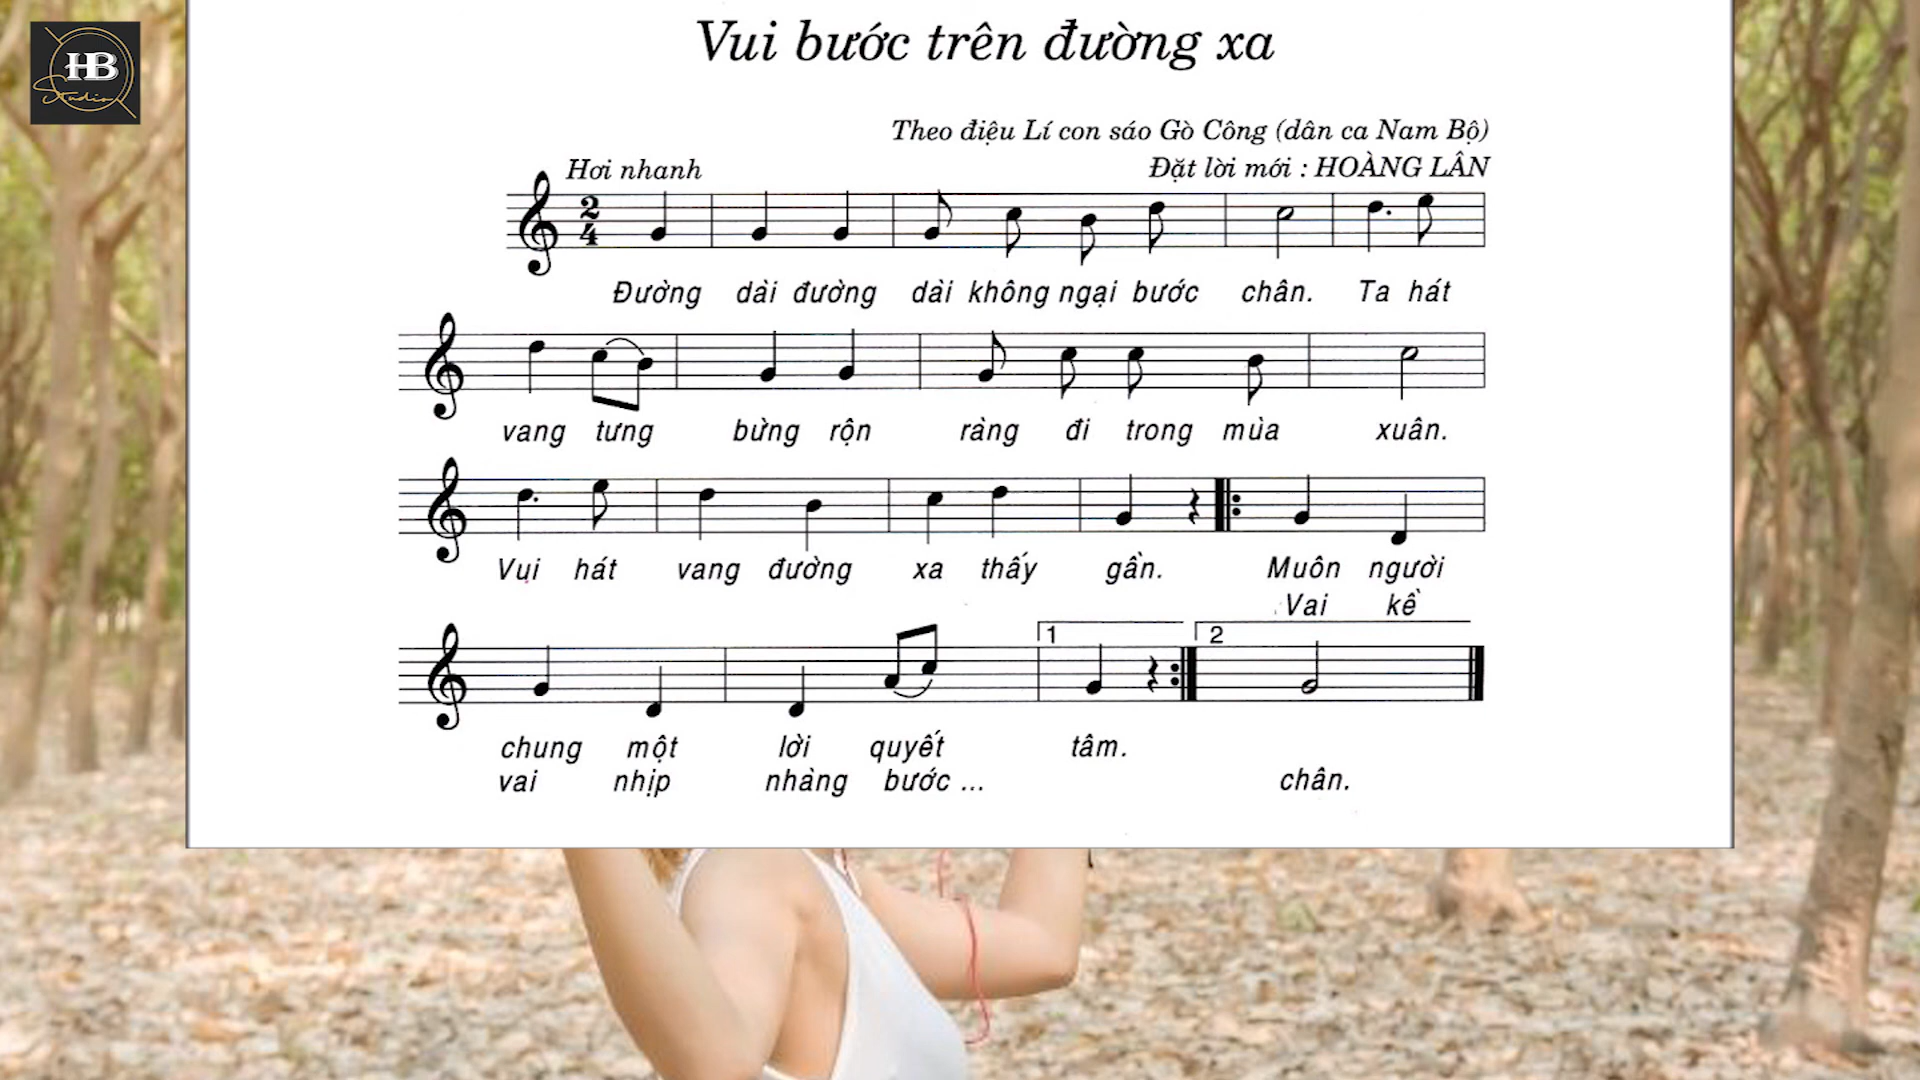 HB
Studio
Vui bước trên đường xa
Theo điệu Lí con sáo Gò Công (dân ca Nam Bộ)
Hơi nhanh
Đặt lời mới : HOÀNG LÂN
2
4
Đường dài đường dài không ngại bước chân. Ta hát
vang tưng bừng rộn ràng đi trong mùa xuân.
Vui hát vang đường xa thấy gần. Muôn người
Vai kề
1 2
chung một lời quyết tâm.
vai nhịp nhàng bước ... chân.